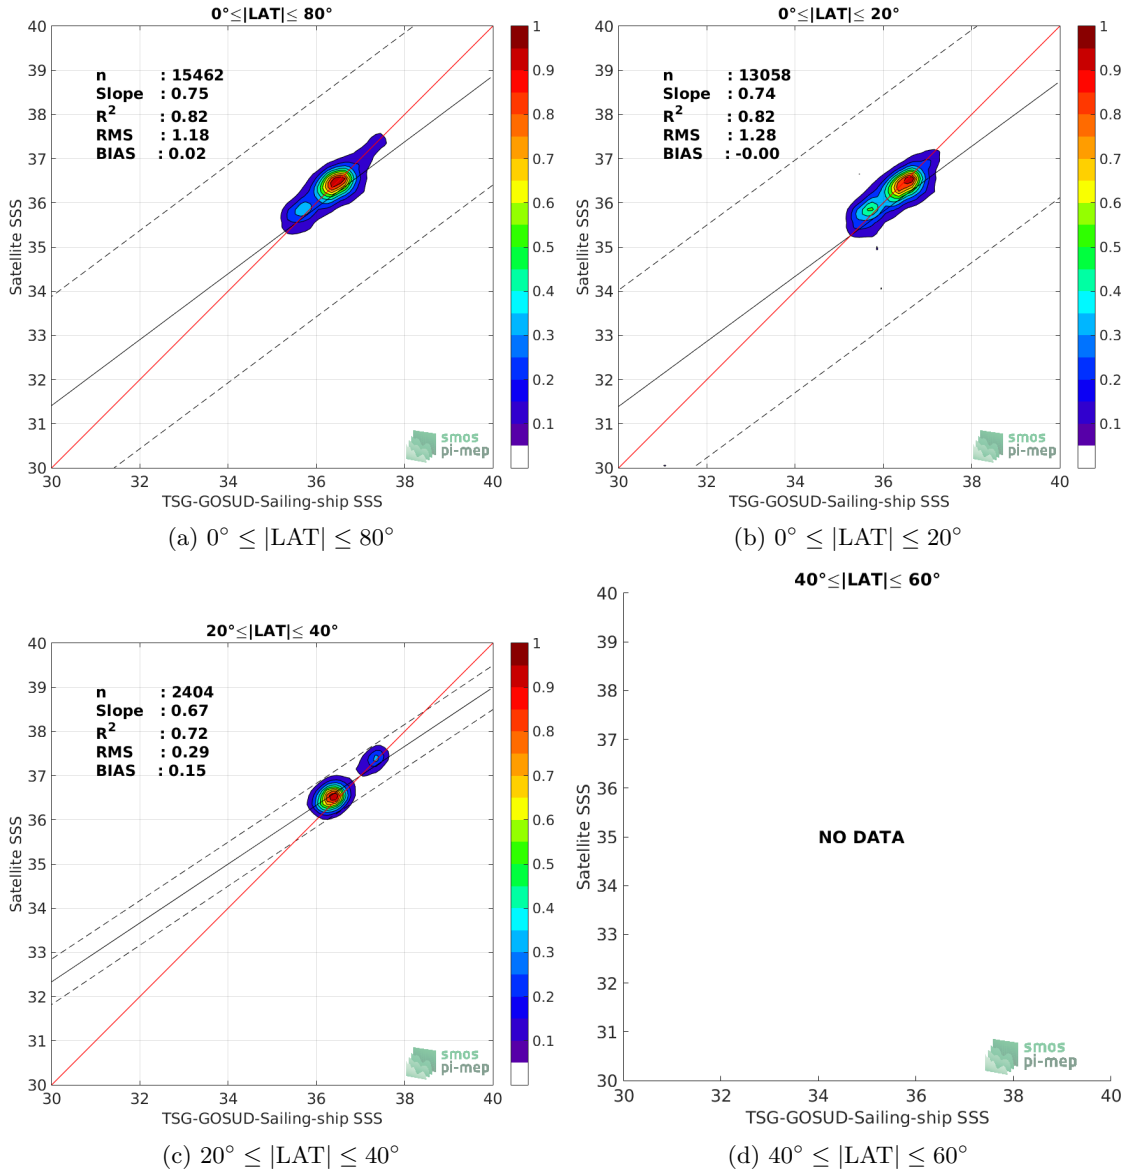 0°≤|LAT|≤ 80°
n : 15462
Slope : 0.75
R² : 0.82
RMS : 1.18
BIAS : 0.02
40
39
38
37
36
35
34
33
32
31
30
30 32 34 36 38 40
1
0.9
0.8
0.7
0.6
0.5
0.4
0.3
0.2
0.1
Satellite SSS
TSG-GOSUD-Sailing-ship SSS
smos
pi-mep
(a) 0° ≤ |LAT| ≤ 80°
0°≤|LAT|≤ 20°
n : 13058
Slope : 0.74
R² : 0.82
RMS : 1.28
BIAS : -0.00
40
39
38
37
36
35
34
33
32
31
30
30 32 34 36 38 40
1
0.9
0.8
0.7
0.6
0.5
0.4
0.3
0.2
0.1
Satellite SSS
TSG-GOSUD-Sailing-ship SSS
smos
pi-mep
(b) 0° ≤ |LAT| ≤ 20°
20°≤|LAT|≤ 40°
n : 2404
Slope : 0.67
R² : 0.72
RMS : 0.29
BIAS : 0.15
40
39
38
37
36
35
34
33
32
31
30
30 32 34 36 38 40
1
0.9
0.8
0.7
0.6
0.5
0.4
0.3
0.2
0.1
Satellite SSS
TSG-GOSUD-Sailing-ship SSS
smos
pi-mep
(c) 20° ≤ |LAT| ≤ 40°
40°≤|LAT|≤ 60°
40
39
38
37
36
35
34
33
32
31
30
30 32 34 36 38 40
Satellite SSS
NO DATA
TSG-GOSUD-Sailing-ship SSS
smos
pi-mep
(d) 40° ≤ |LAT| ≤ 60°